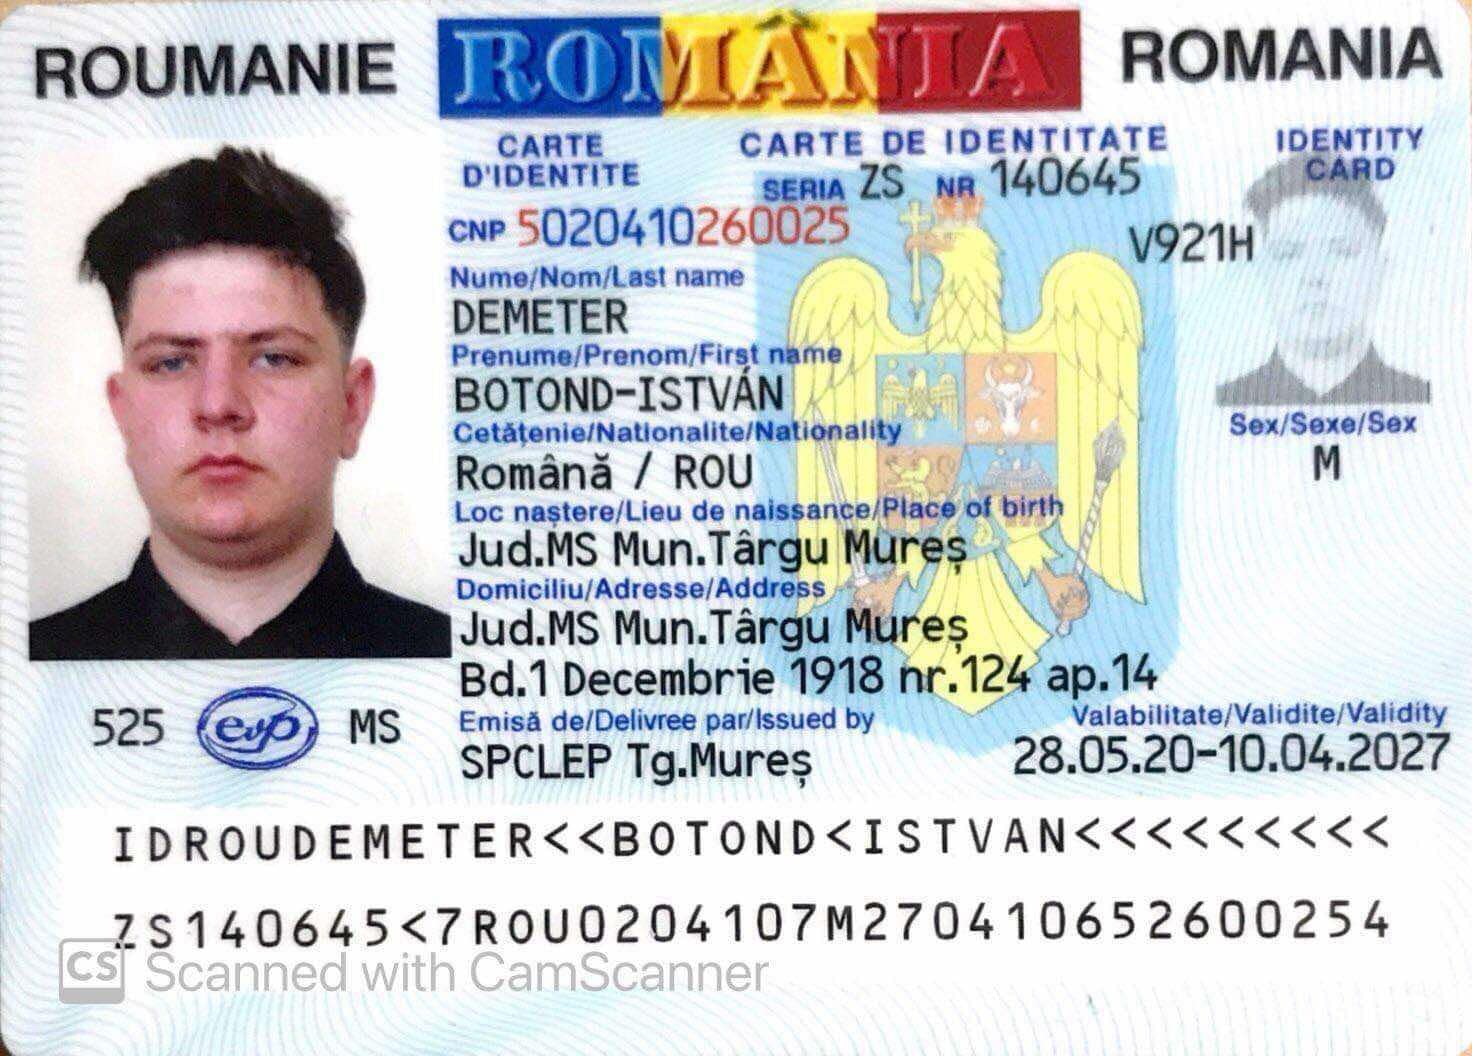 ROUMANIE ROMÂNIA ROMANIA
CARTE D'IDENTITE
CARTE DE IDENTITATE
IDENTITY CARD
SERIA ZS NR 140645
CNP 5020410260025
V921H
Nume/Nom/Last name
DEMETER
Prenume/Prenom/First name
BOTOND-ISTVÁN
Cetățenie/Nationalite/Nationality
Română / ROU
Sex/Sexe/Sex
M
Loc naștere/Lieu de naissance/Place of birth
Jud.MS Mun.Târgu Mureș
Domiciliu/Adresse/Address
Jud.MS Mun.Târgu Mureș
Bd.1 Decembrie 1918 nr.124 ap.14
525 evp MS
Emisă de/Delivree par/Issued by
SPCLEP Tg.Mureș
Valabilitate/Validite/Validity
28.05.20-10.04.2027
IDROUDEMETER<<BOTOND<ISTVAN<<<<<<<<<
ZS140645<7ROU0204107M270410652600254
CS Scanned with CamScanner